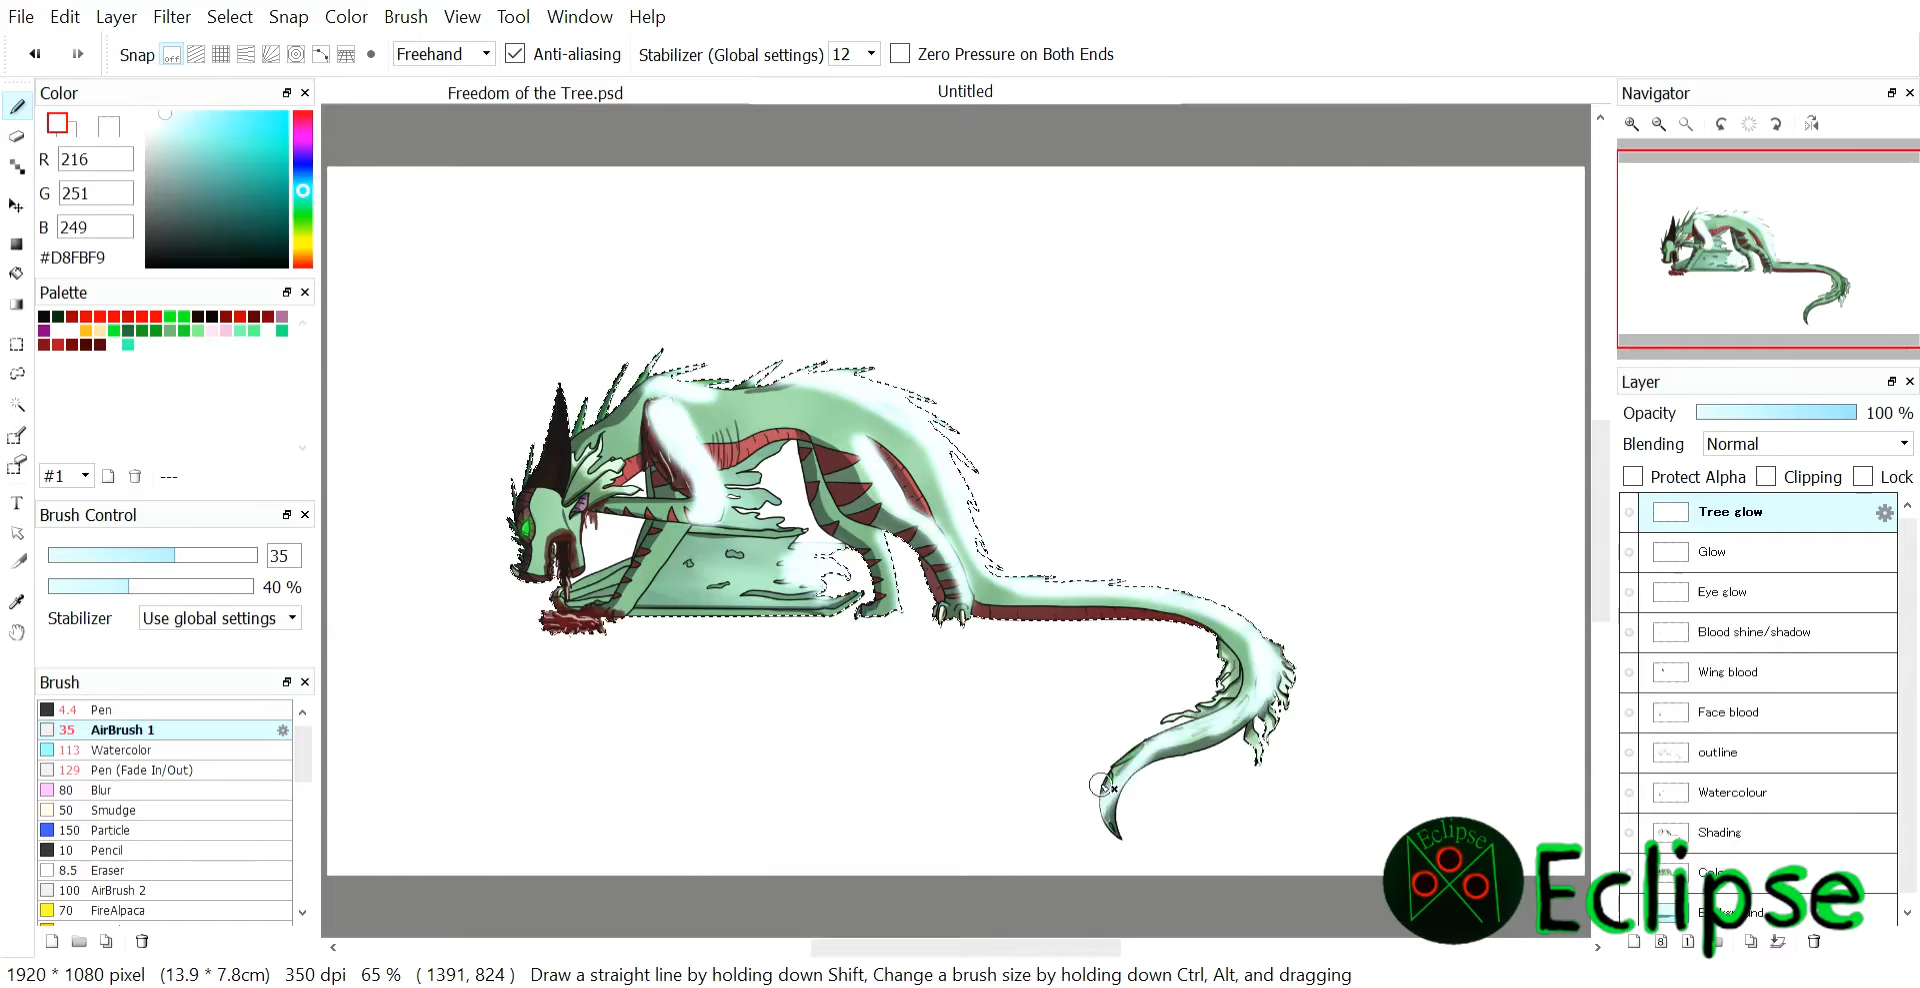 File Edit Layer Filter Select Snap Color Brush View Tool Window Help
Snap off Freehand Anti-aliasing Stabilizer (Global settings) 12 Zero Pressure on Both Ends
Color
R 216
G 251
B 249
#D8FBF9
Palette
#1 ---
Brush Control
35
40 %
Stabilizer Use global settings
Brush
4.4 Pen
35 AirBrush 1
113 Watercolor
129 Pen (Fade In/Out)
80 Blur
50 Smudge
150 Particle
10 Pencil
8.5 Eraser
100 AirBrush 2
70 FireAlpaca
Freedom of the Tree.psd Untitled
Navigator
Layer
Opacity 100 %
Blending Normal
Protect Alpha Clipping Lock
Tree glow
Glow
Eye glow
Blood shine/shadow
Wing blood
Face blood
outline
Watercolour
Shading
Eclipse
Eclipse
1920 * 1080 pixel (13.9 * 7.8cm) 350 dpi 65 % ( 1391, 824 ) Draw a straight line by holding down Shift, Change a brush size by holding down Ctrl, Alt, and dragging